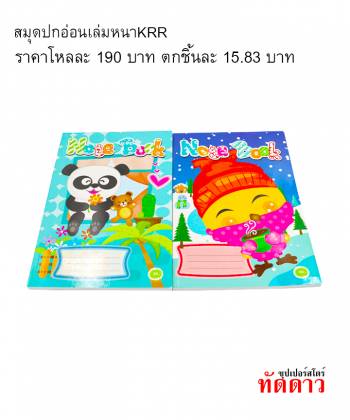 สมุดปกอ่อนเล่มหนาKRR
ราคาโหลละ 190 บาท ตกชิ้นละ 15.83 บาท
Note Book
Note Book
ซุปเปอร์สโตร์
ทัดดาว